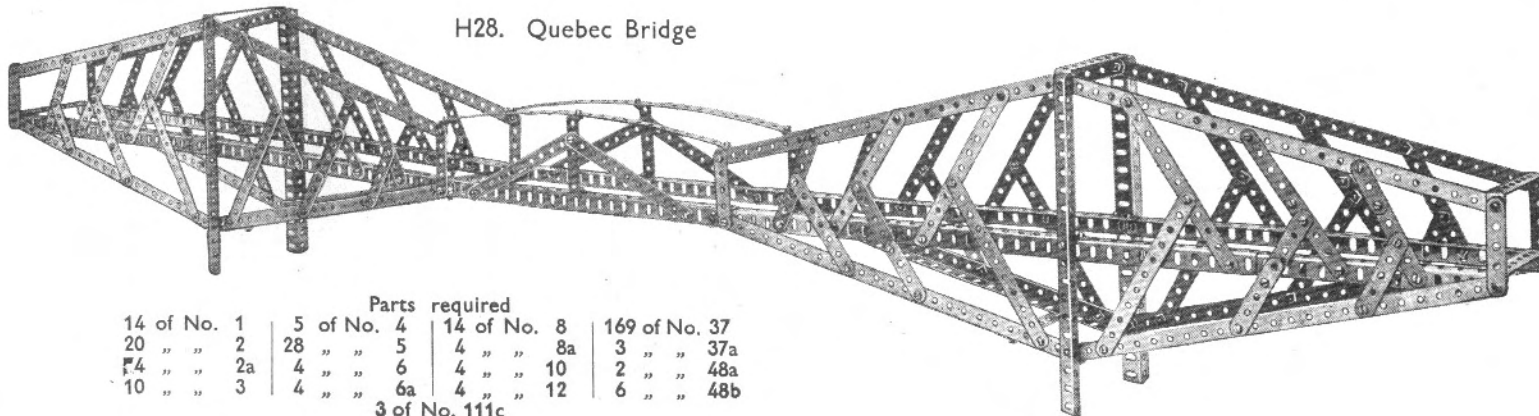 H28. Quebec Bridge
Parts required
14 of No. 1 | 5 of No. 4 | 14 of No. 8 | 169 of No. 37
20 „ „ 2 | 28 „ „ 5 | 4 „ „ 8a | 3 „ „ 37a
4 „ „ 2a | 4 „ „ 6 | 4 „ „ 10 | 2 „ „ 48a
10 „ „ 3 | 4 „ „ 6a | 4 „ „ 12 | 6 „ „ 48b
3 of No. 111c